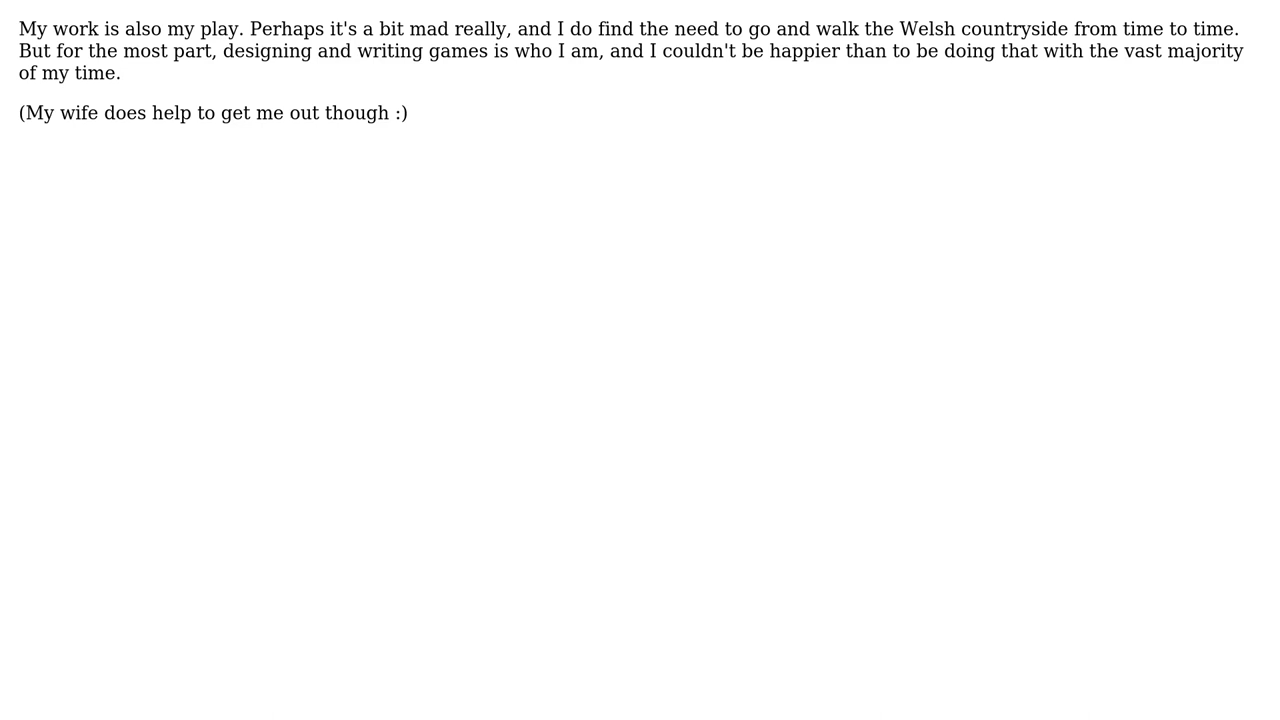 My work is also my play. Perhaps it's a bit mad really, and I do find the need to go and walk the Welsh countryside from time to time.
But for the most part, designing and writing games is who I am, and I couldn't be happier than to be doing that with the vast majority
of my time.
(My wife does help to get me out though :)